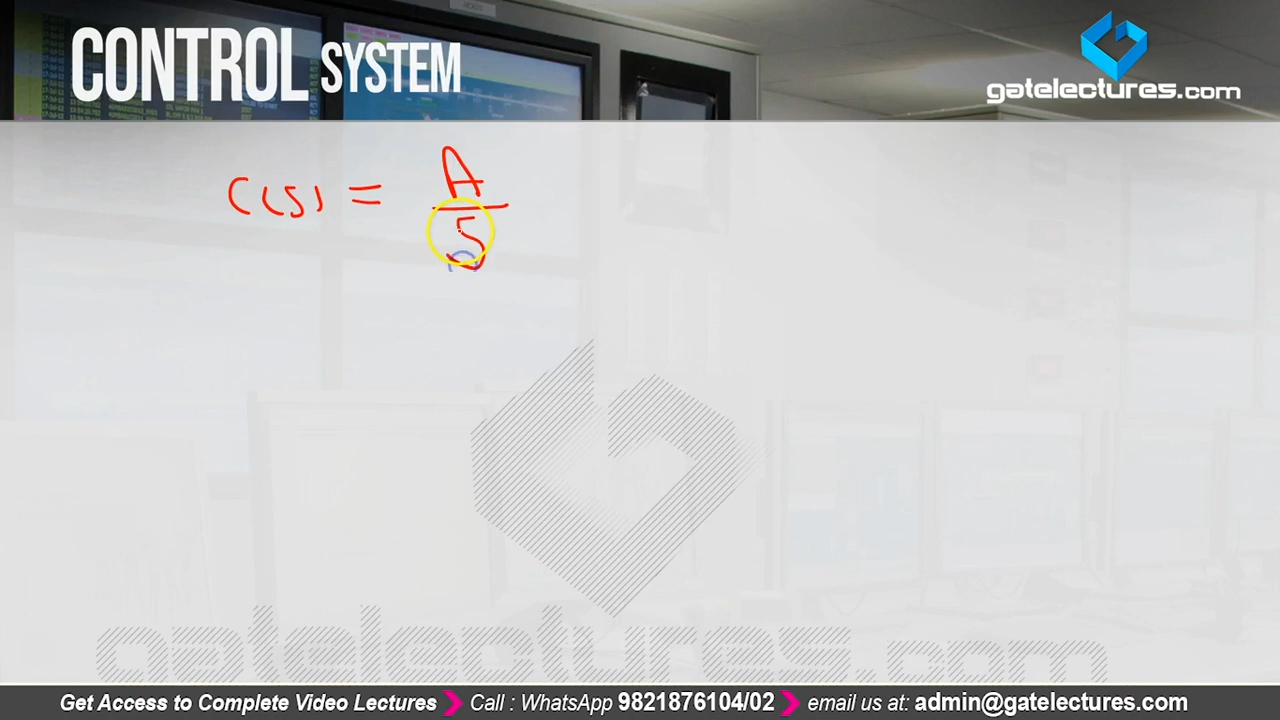 CONTROL SYSTEM
gatelectures.com
C(S) = A
S
gatelectures.com
Get Access to Complete Video Lectures Call : WhatsApp 9821876104/02 email us at: admin@gatelectures.com